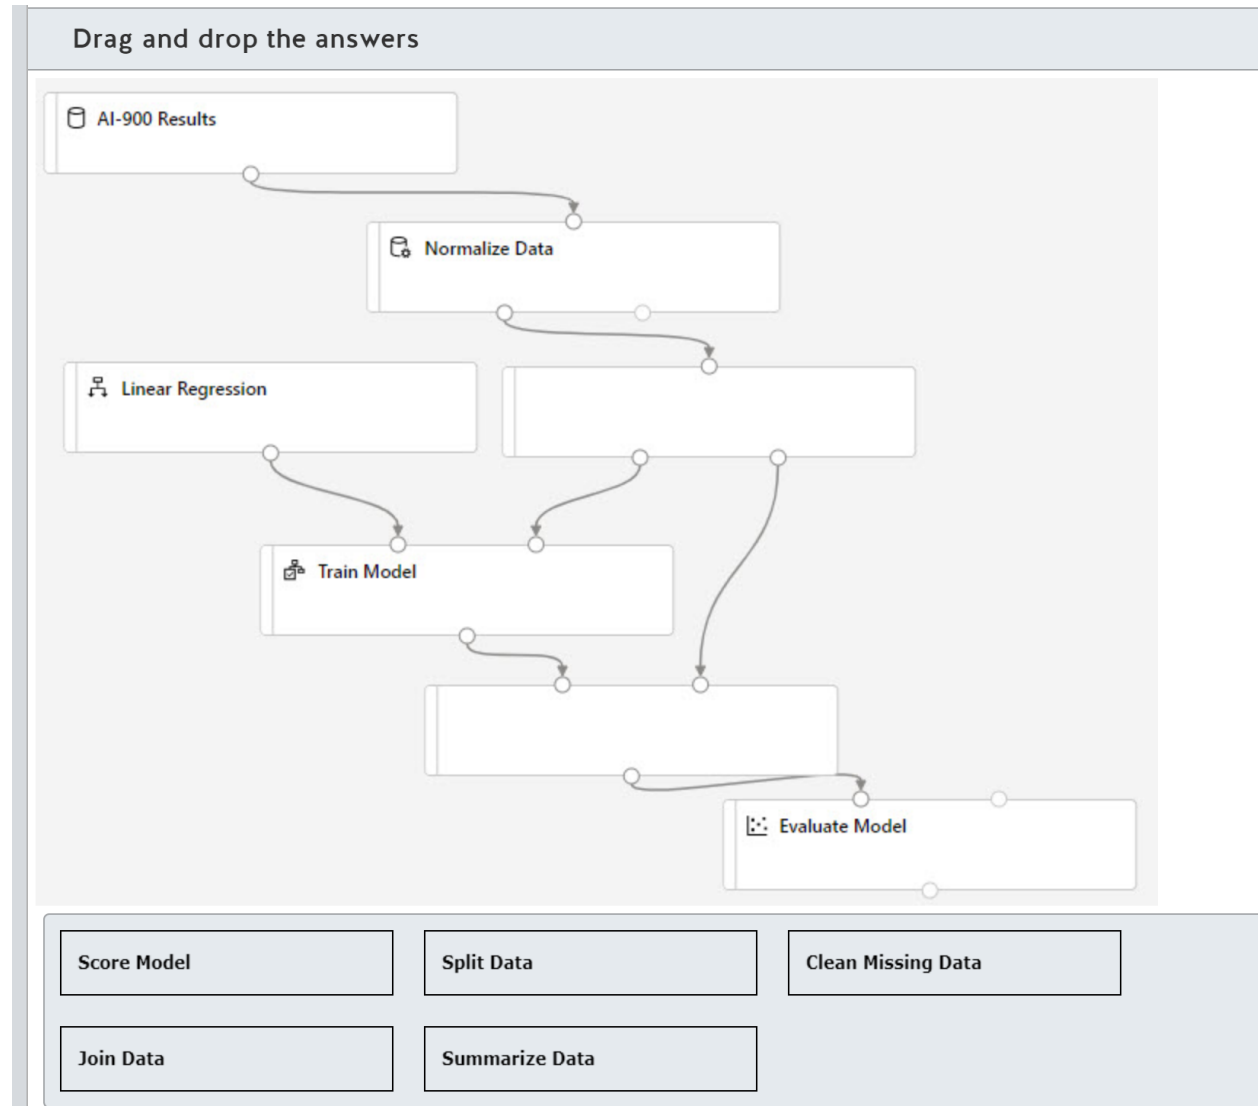 Drag and drop the answers
AI-900 Results
Normalize Data
Linear Regression
Train Model
Evaluate Model
Score Model
Split Data
Clean Missing Data
Join Data
Summarize Data